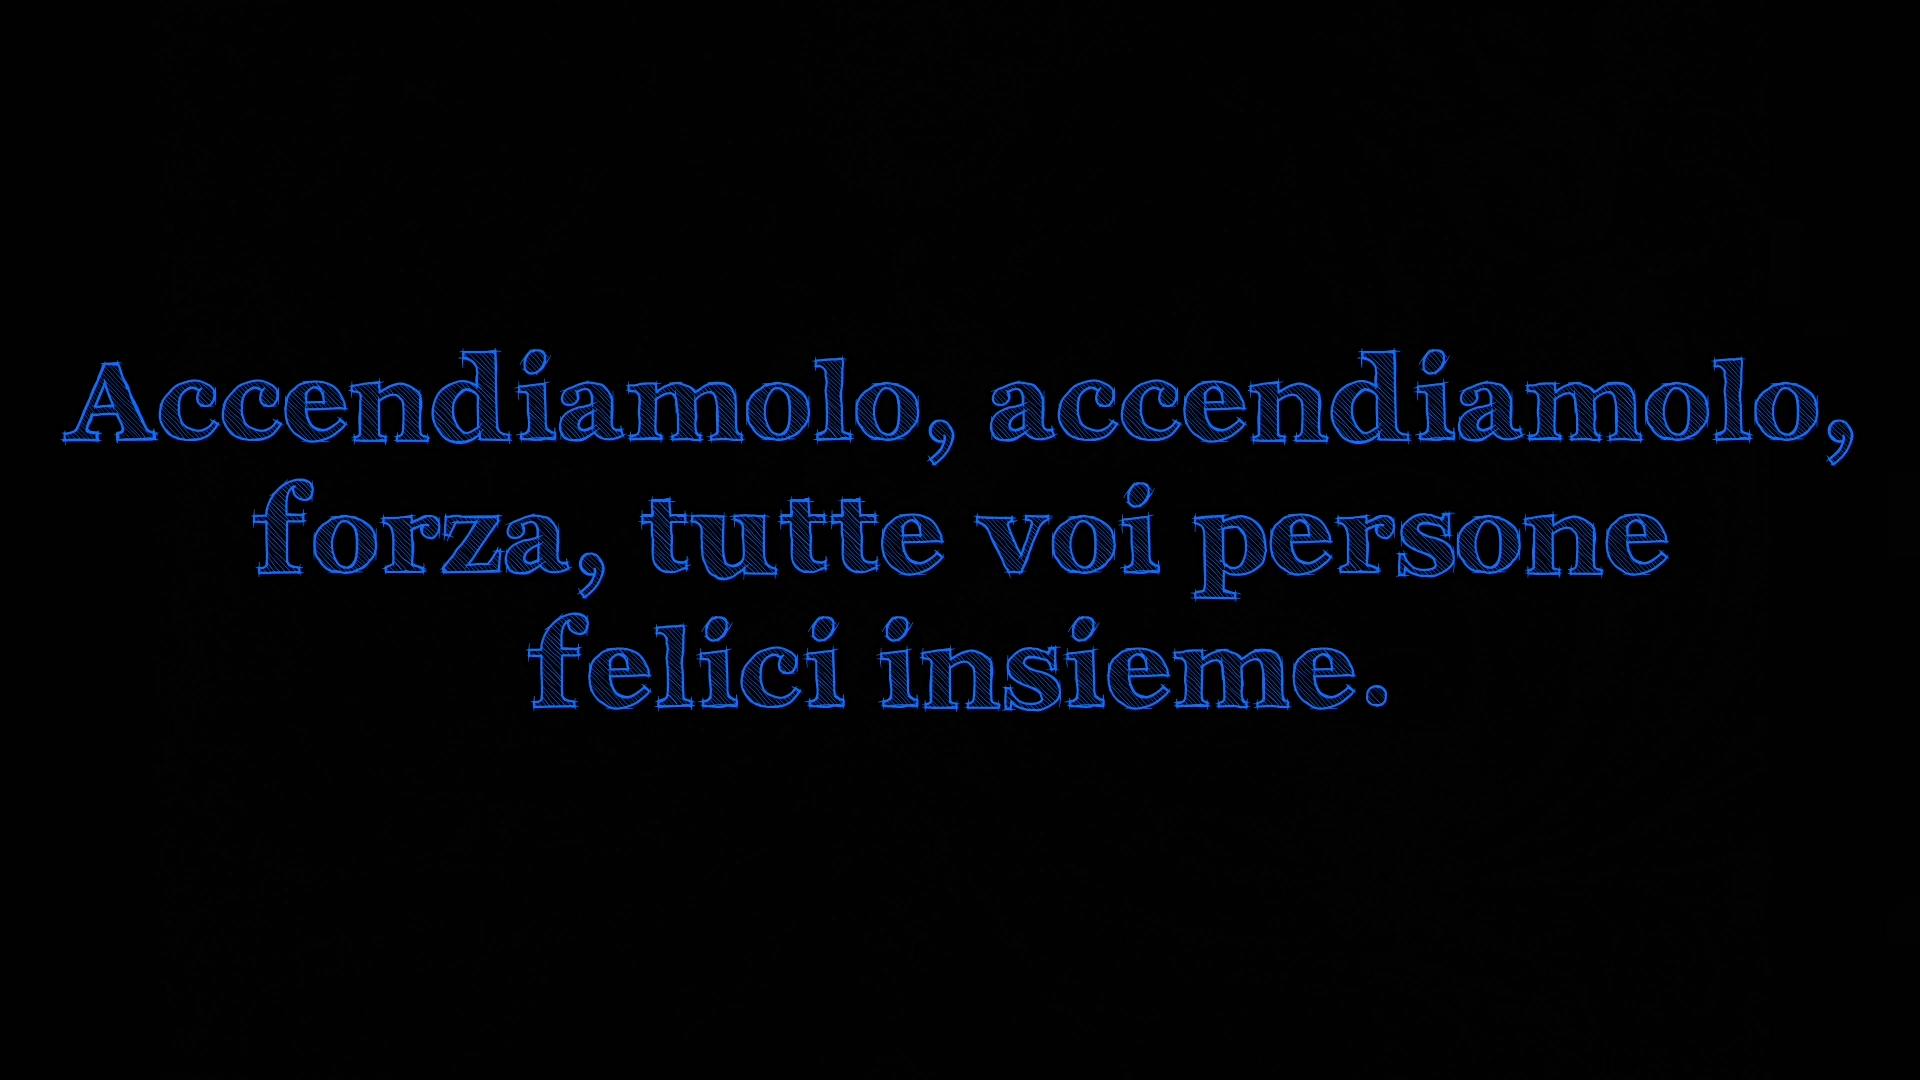 Accendiamolo, accendiamolo,
forza, tutte voi persone
felici insieme.